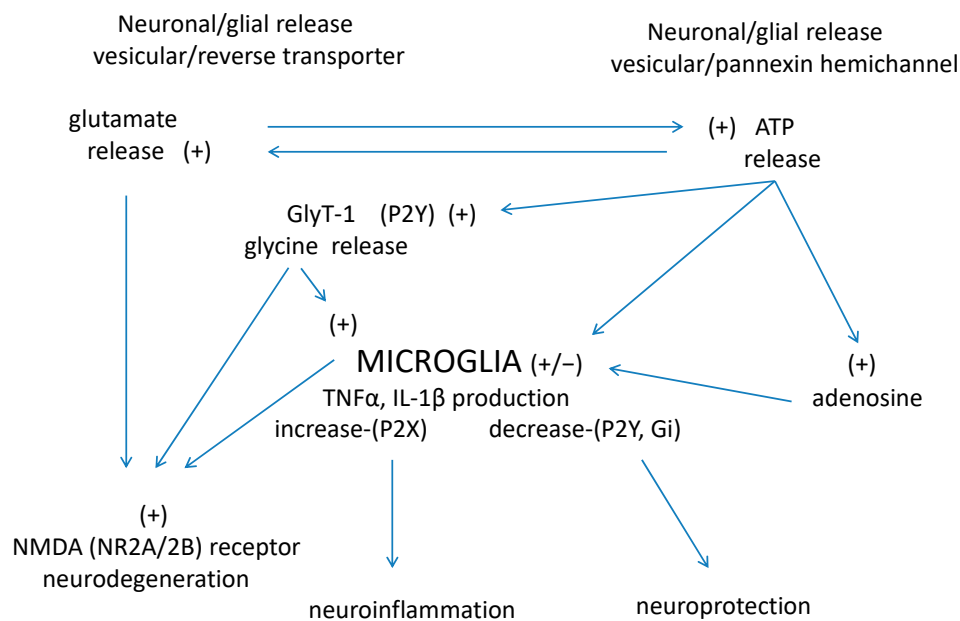 Neuronal/glial release
vesicular/reverse transporter
Neuronal/glial release
vesicular/pannexin hemichannel
glutamate
release (+)
(+) ATP
release
GlyT-1 (P2Y) (+)
glycine release
(+)
MICROGLIA (+/−)
TNFα, IL-1β production
increase-(P2X) decrease-(P2Y, Gi)
(+)
adenosine
(+)
NMDA (NR2A/2B) receptor
neurodegeneration
neuroinflammation
neuroprotection